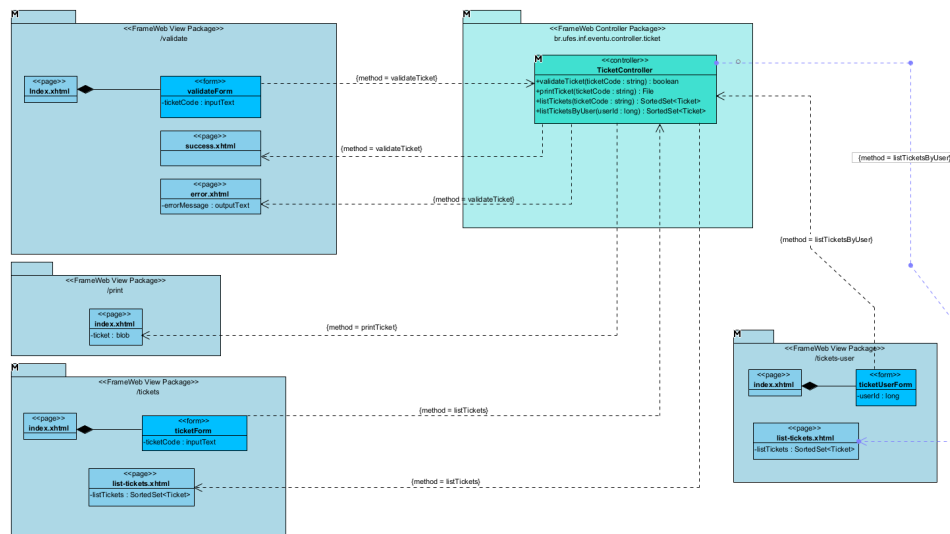 <<FrameWeb View Package>>
/validate
<<page>>
Index.xhtml
<<form>>
validateForm
-ticketCode : inputText
<<page>>
success.xhtml
<<page>>
error.xhtml
-errorMessage : outputText
{method = validateTicket}
{method = validateTicket}
{method = validateTicket}
<<FrameWeb Controller Package>>
br.ufes.inf.eventu.controller.ticket
<<controller>>
TicketController
+validateTicket(ticketCode : string) : boolean
+printTicket(ticketCode : string) : File
+listTickets(ticketCode : string) : SortedSet<Ticket>
+listTicketsByUser(userId : long) : SortedSet<Ticket>
{method = listTicketsByUser}
{method = listTicketsByUser}
<<FrameWeb View Package>>
/print
<<page>>
index.xhtml
-ticket : blob
{method = printTicket}
<<FrameWeb View Package>>
/tickets
<<page>>
index.xhtml
<<form>>
ticketForm
-ticketCode : inputText
<<page>>
list-tickets.xhtml
-listTickets : SortedSet<Ticket>
{method = listTickets}
{method = listTickets}
<<FrameWeb View Package>>
/tickets-user
<<page>>
index.xhtml
<<form>>
ticketUserForm
-userId : long
<<page>>
list-tickets.xhtml
-listTickets : SortedSet<Ticket>